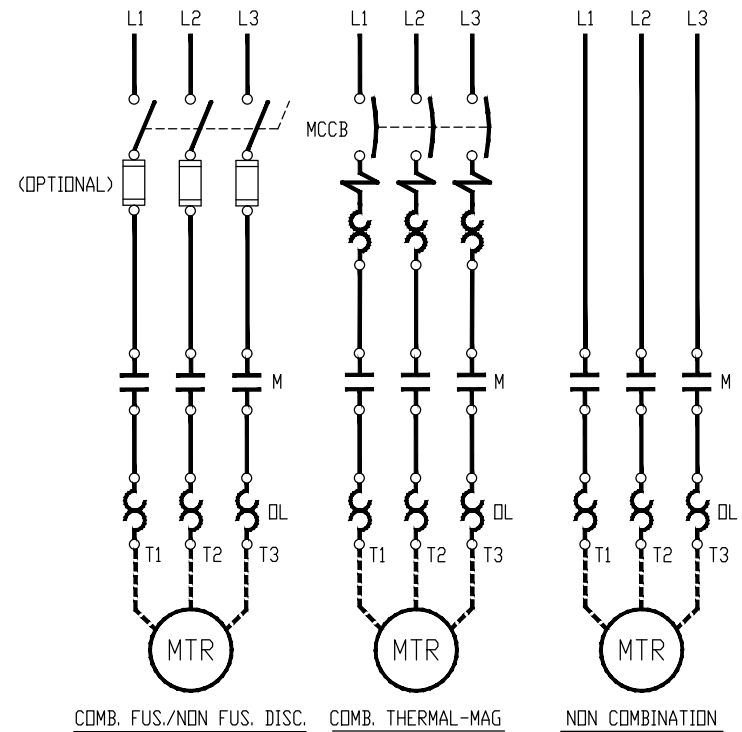 L1 L2 L3 L1 L2 L3 L1 L2 L3
MCCB
(OPTIONAL)
M M M
OL OL OL
T1 T2 T3 T1 T2 T3 T1 T2 T3
MTR MTR MTR
COMB. FUS./NON FUS. DISC. COMB. THERMAL-MAG NON COMBINATION